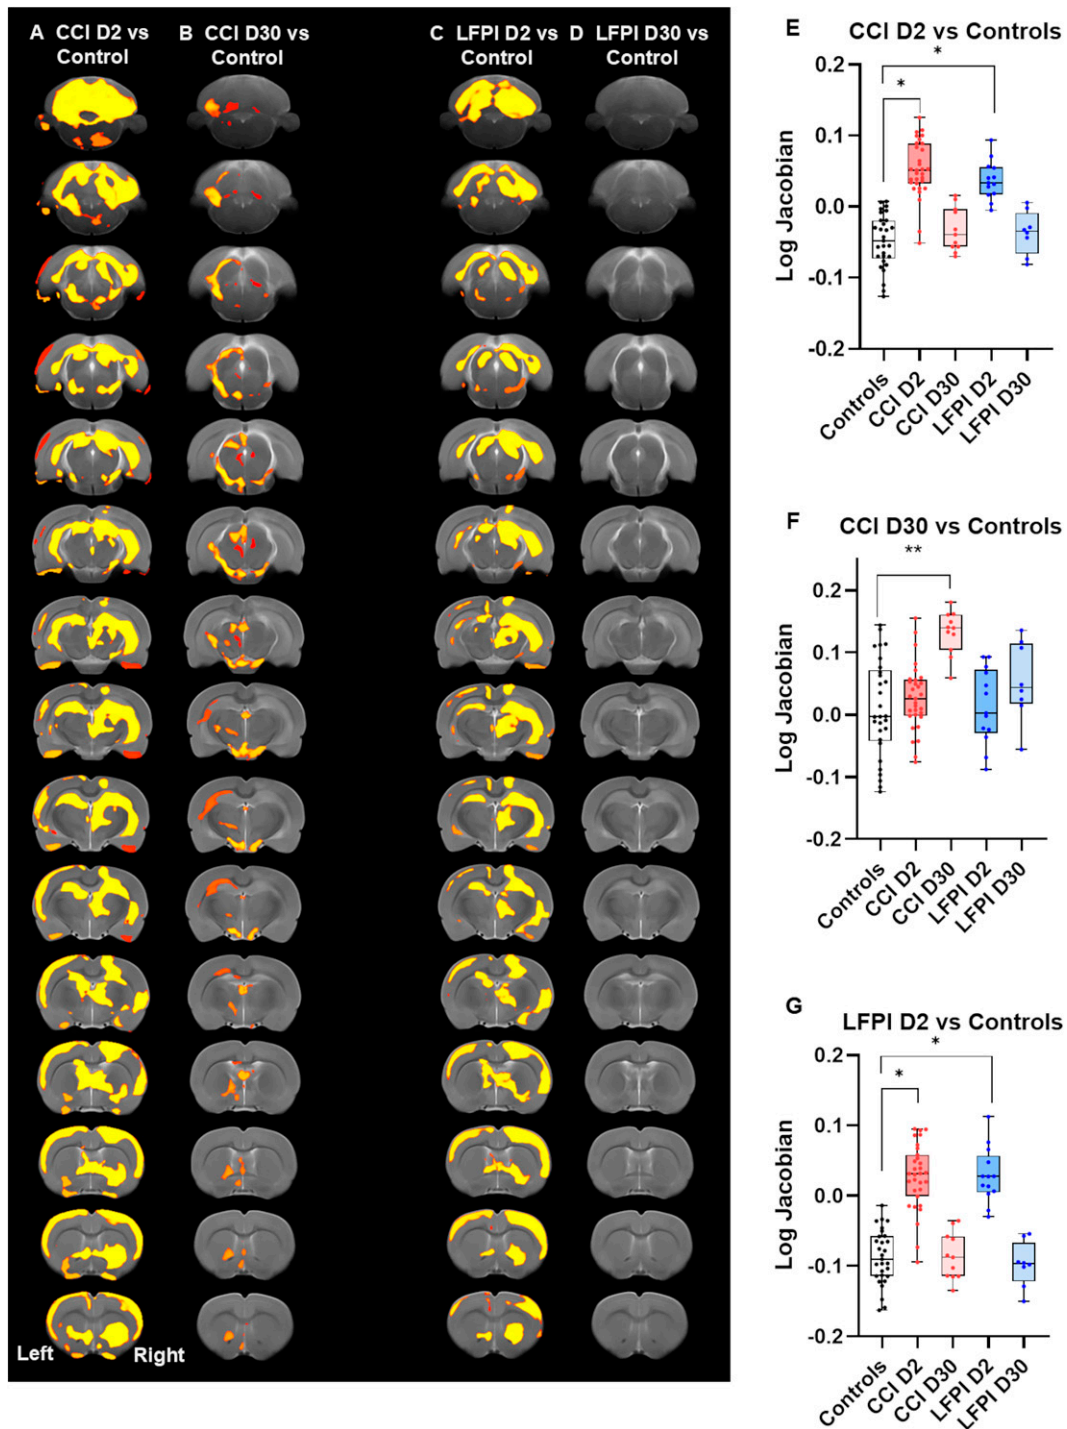 A CCI D2 vs Control
B CCI D30 vs Control
C LFPI D2 vs Control
D LFPI D30 vs Control
Left
Right
E CCI D2 vs Controls
*
*
0.2
0.1
0.0
-0.1
-0.2
Log Jacobian
Controls
CCI D2
CCI D30
LFPI D2
LFPI D30
F
CCI D30 vs Controls
**
0.2
0.1
0.0
-0.1
-0.2
Log Jacobian
Controls
CCI D2
CCI D30
LFPI D2
LFPI D30
G
LFPI D2 vs Controls
*
*
0.2
0.1
0.0
-0.1
-0.2
Log Jacobian
Controls
CCI D2
CCI D30
LFPI D2
LFPI D30